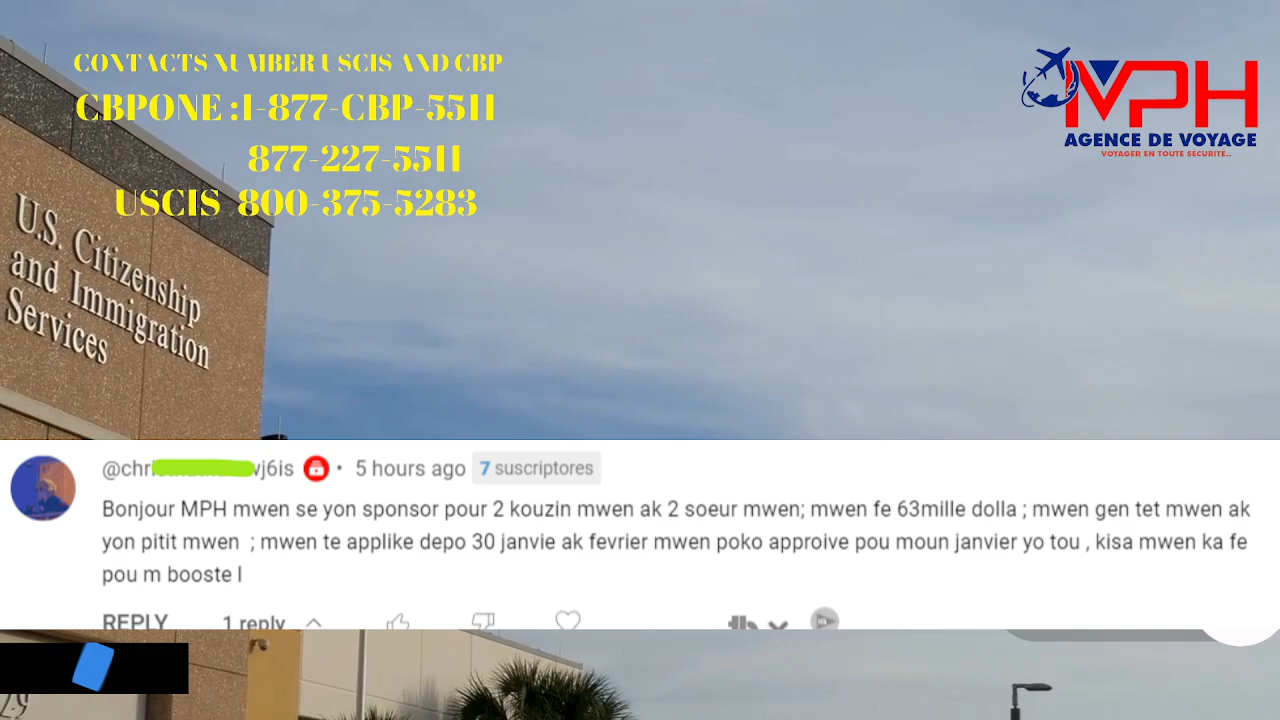 CONTACTS NUMBER USCIS AND CBP
CBPONE :1-877-CBP-5511
877-227-5511
USCIS 800-375-5283
MPH
AGENCE DE VOYAGE
VOYAGER EN TOUTE SECURITE..
U.S. Citizenship
and Immigration
Services
@chri vj6is • 5 hours ago 7 suscriptores
Bonjour MPH mwen se yon sponsor pour 2 kouzin mwen ak 2 soeur mwen; mwen fe 63mille dolla ; mwen gen tet mwen ak
yon pitit mwen ; mwen te applike depo 30 janvie ak fevrier mwen poko approive pou moun janvier yo tou , kisa mwen ka fe
pou m booste l
REPLY 1 reply